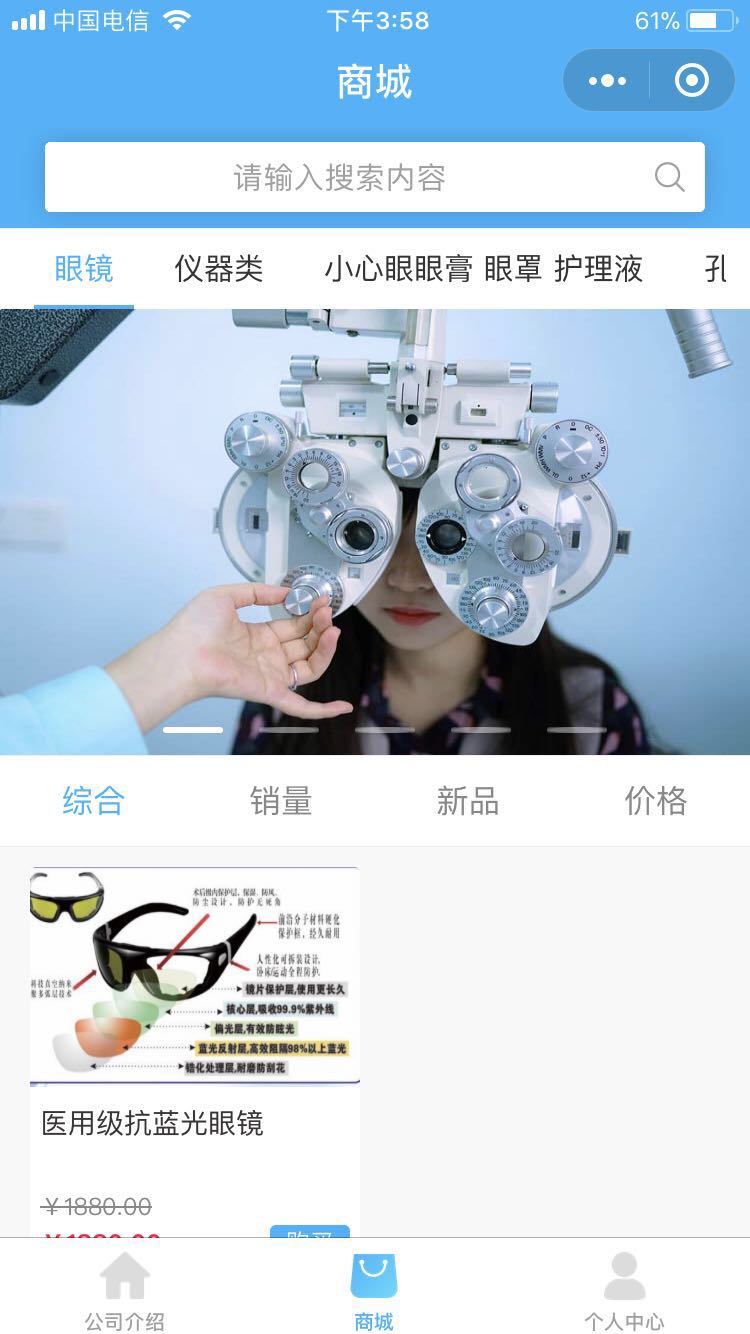 中国电信
下午3:58
61%
商城
请输入搜索内容
眼镜
仪器类
小心眼眼膏 眼罩 护理液
综合
销量
新品
价格
术后眼内保护层、保湿、防风、
防尘设计、防护无死角
前沿分子材料硬化
保护框，经久耐用
人性化可拆装设计，
卧床/运动全程防护.
科技真空纳米
聚多弧层技术
镜片保护层,使用更长久
核心层,吸收99.9%紫外线
偏光层,有效防眩光
蓝光反射层,高效阻隔98%以上蓝光
锆化处理层,耐磨防刮花
医用级抗蓝光眼镜
￥1880.00
购买
公司介绍
商城
个人中心